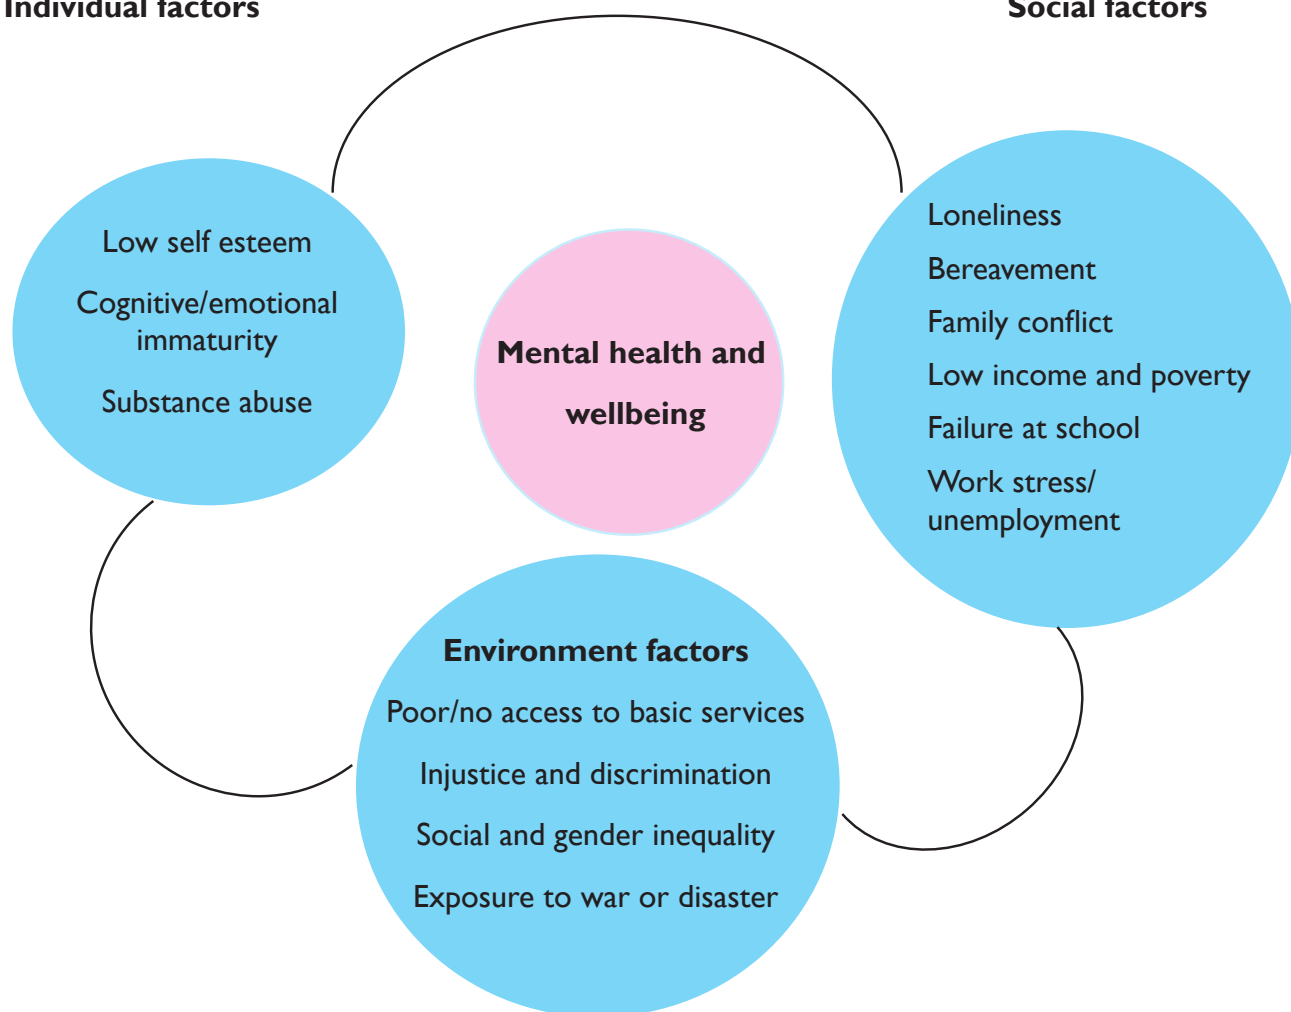 Individual factors
Social factors
Low self esteem
Cognitive/emotional
immaturity
Substance abuse
Mental health and
wellbeing
Loneliness
Bereavement
Family conflict
Low income and poverty
Failure at school
Work stress/
unemployment
Environment factors
Poor/no access to basic services
Injustice and discrimination
Social and gender inequality
Exposure to war or disaster